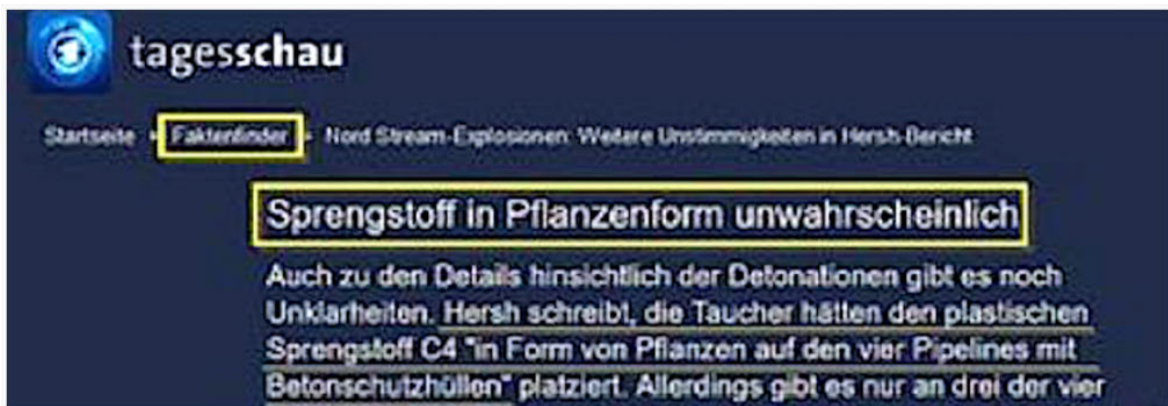 tagesschau
Startseite ▸ Faktenfinder ▸ Nord Stream-Explosionen: Weitere Unstimmigkeiten in Hersh-Bericht
Sprengstoff in Pflanzenform unwahrscheinlich
Auch zu den Details hinsichtlich der Detonationen gibt es noch
Unklarheiten. Hersh schreibt, die Taucher hätten den plastischen
Sprengstoff C4 "in Form von Pflanzen auf den vier Pipelines mit
Betonschutzhüllen" platziert. Allerdings gibt es nur an drei der vier